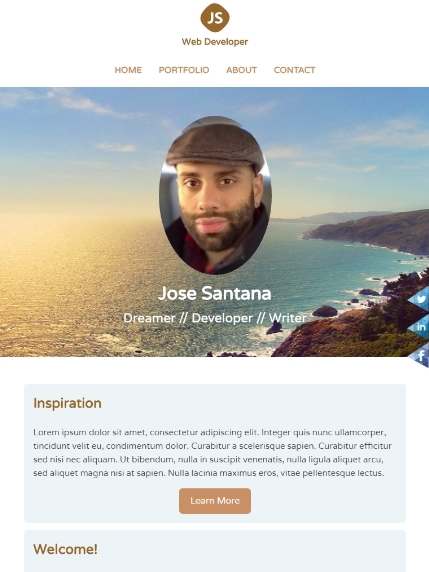 JS
Web Developer
HOME PORTFOLIO ABOUT CONTACT
Jose Santana
Dreamer // Developer // Writer
in
f
Inspiration
Lorem ipsum dolor sit amet, consectetur adipiscing elit. Integer quis nunc ullamcorper,
tincidunt velit eu, condimentum dolor. Curabitur a scelerisque sapien. Curabitur efficitur
sed nisi nec aliquam. Ut bibendum, nulla in suscipit venenatis, nulla ligula aliquet arcu,
sed aliquet magna nisi at sapien. Nulla lacinia maximus eros, vitae pellentesque lectus.
Learn More
Welcome!